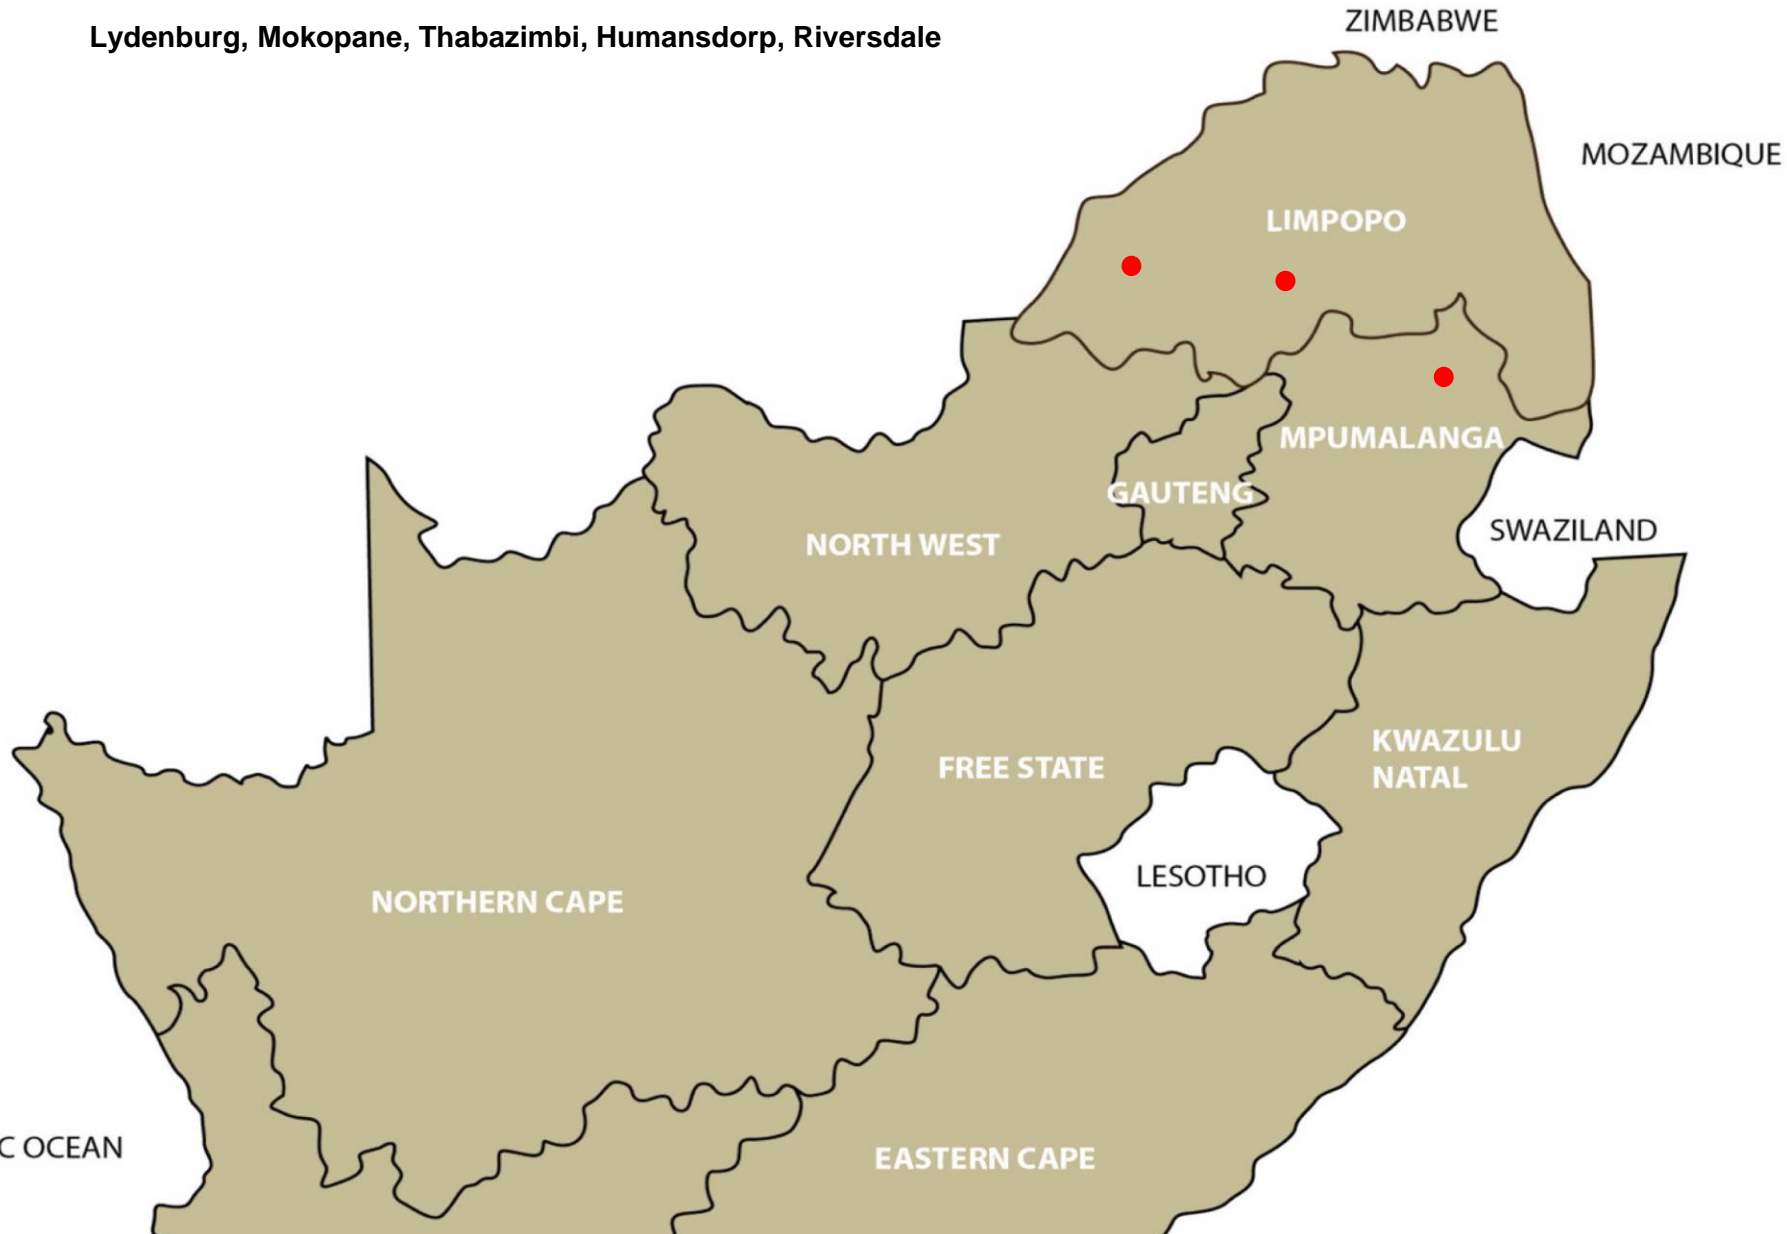 Lydenburg, Mokopane, Thabazimbi, Humansdorp, Riversdale
ZIMBABWE
MOZAMBIQUE
LIMPOPO
MPUMALANGA
GAUTENG
SWAZILAND
NORTH WEST
KWAZULU
NATAL
FREE STATE
LESOTHO
NORTHERN CAPE
C OCEAN
EASTERN CAPE